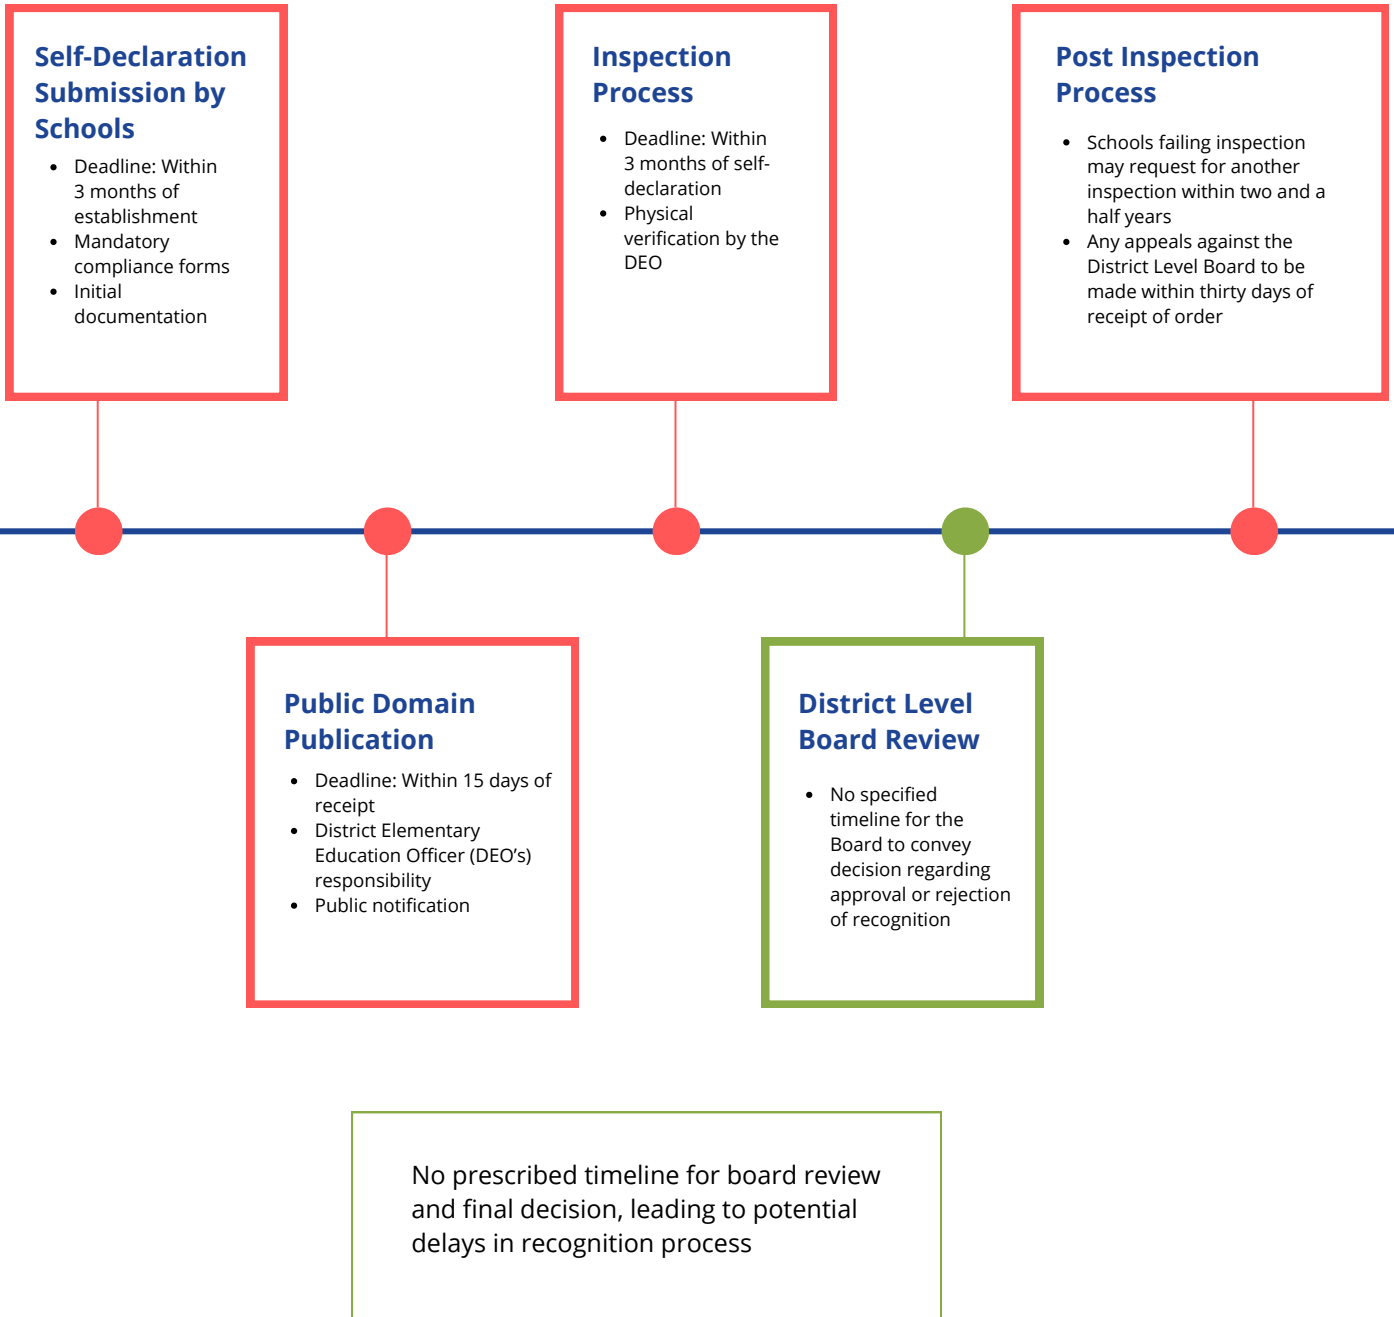 Self-Declaration
Submission by
Schools
• Deadline: Within
3 months of
establishment
• Mandatory
compliance forms
• Initial
documentation
Inspection
Process
• Deadline: Within
3 months of self-
declaration
• Physical
verification by the
DEO
Post Inspection
Process
• Schools failing inspection
may request for another
inspection within two and a
half years
• Any appeals against the
District Level Board to be
made within thirty days of
receipt of order
Public Domain
Publication
• Deadline: Within 15 days of
receipt
• District Elementary
Education Officer (DEO’s)
responsibility
• Public notification
District Level
Board Review
• No specified
timeline for the
Board to convey
decision regarding
approval or rejection
of recognition
No prescribed timeline for board review
and final decision, leading to potential
delays in recognition process